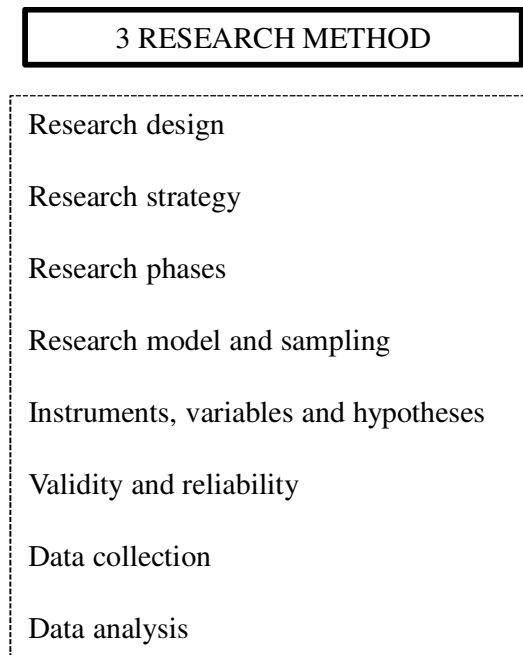 3 RESEARCH METHOD
Research design
Research strategy
Research phases
Research model and sampling
Instruments, variables and hypotheses
Validity and reliability
Data collection
Data analysis